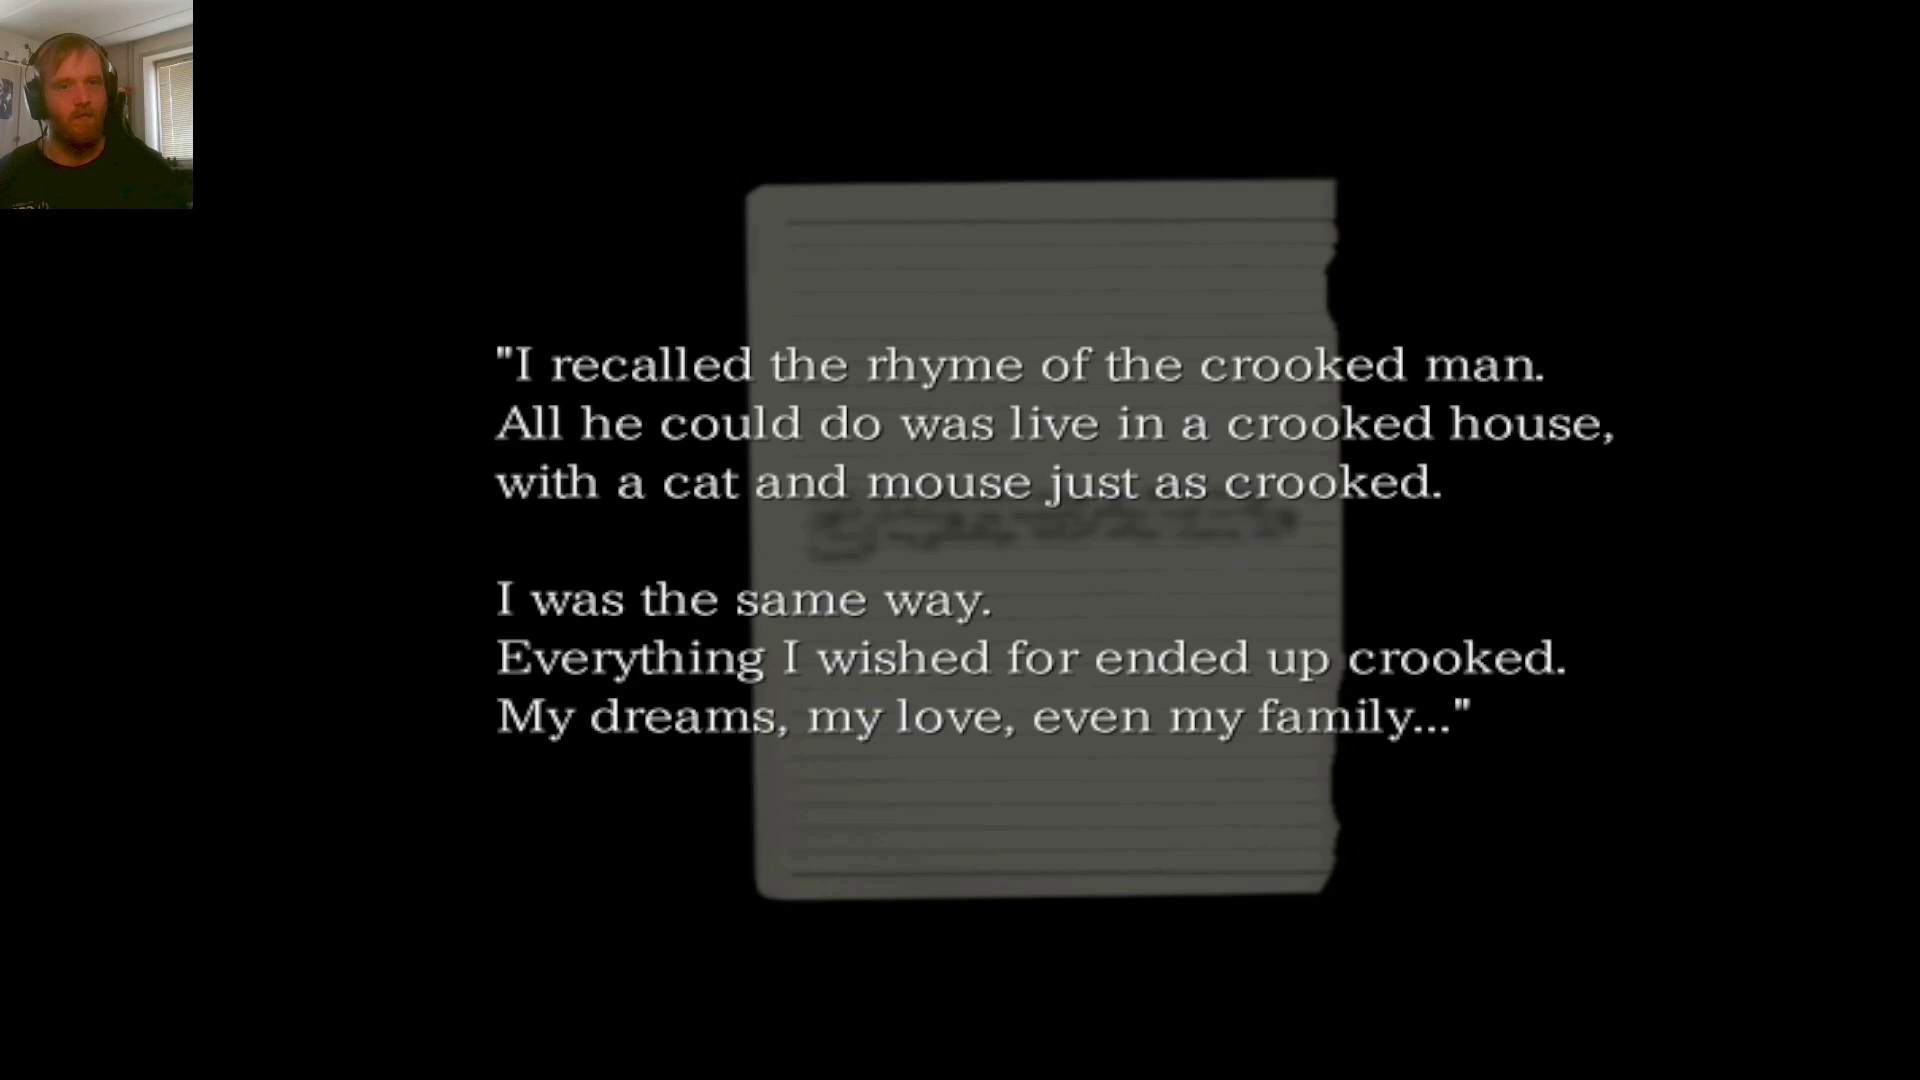 "I recalled the rhyme of the crooked man.
All he could do was live in a crooked house,
with a cat and mouse just as crooked.
I was the same way.
Everything I wished for ended up crooked.
My dreams, my love, even my family..."